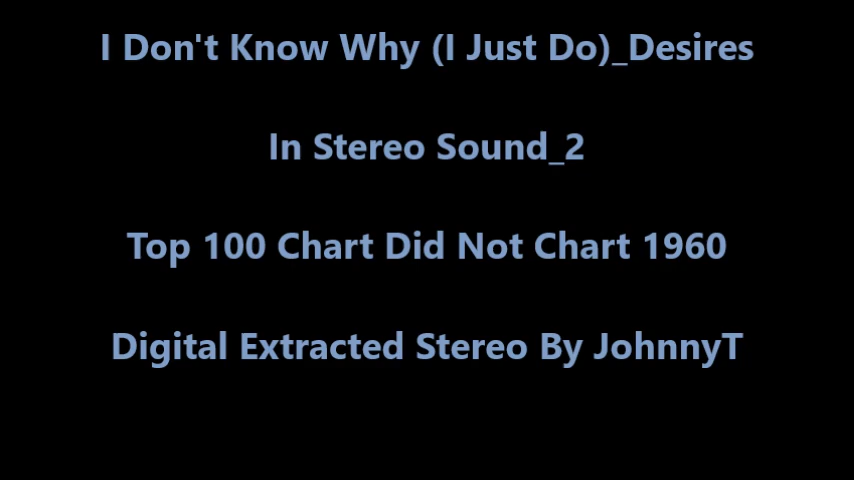 I Don't Know Why (I Just Do)_Desires
In Stereo Sound_2
Top 100 Chart Did Not Chart 1960
Digital Extracted Stereo By JohnnyT